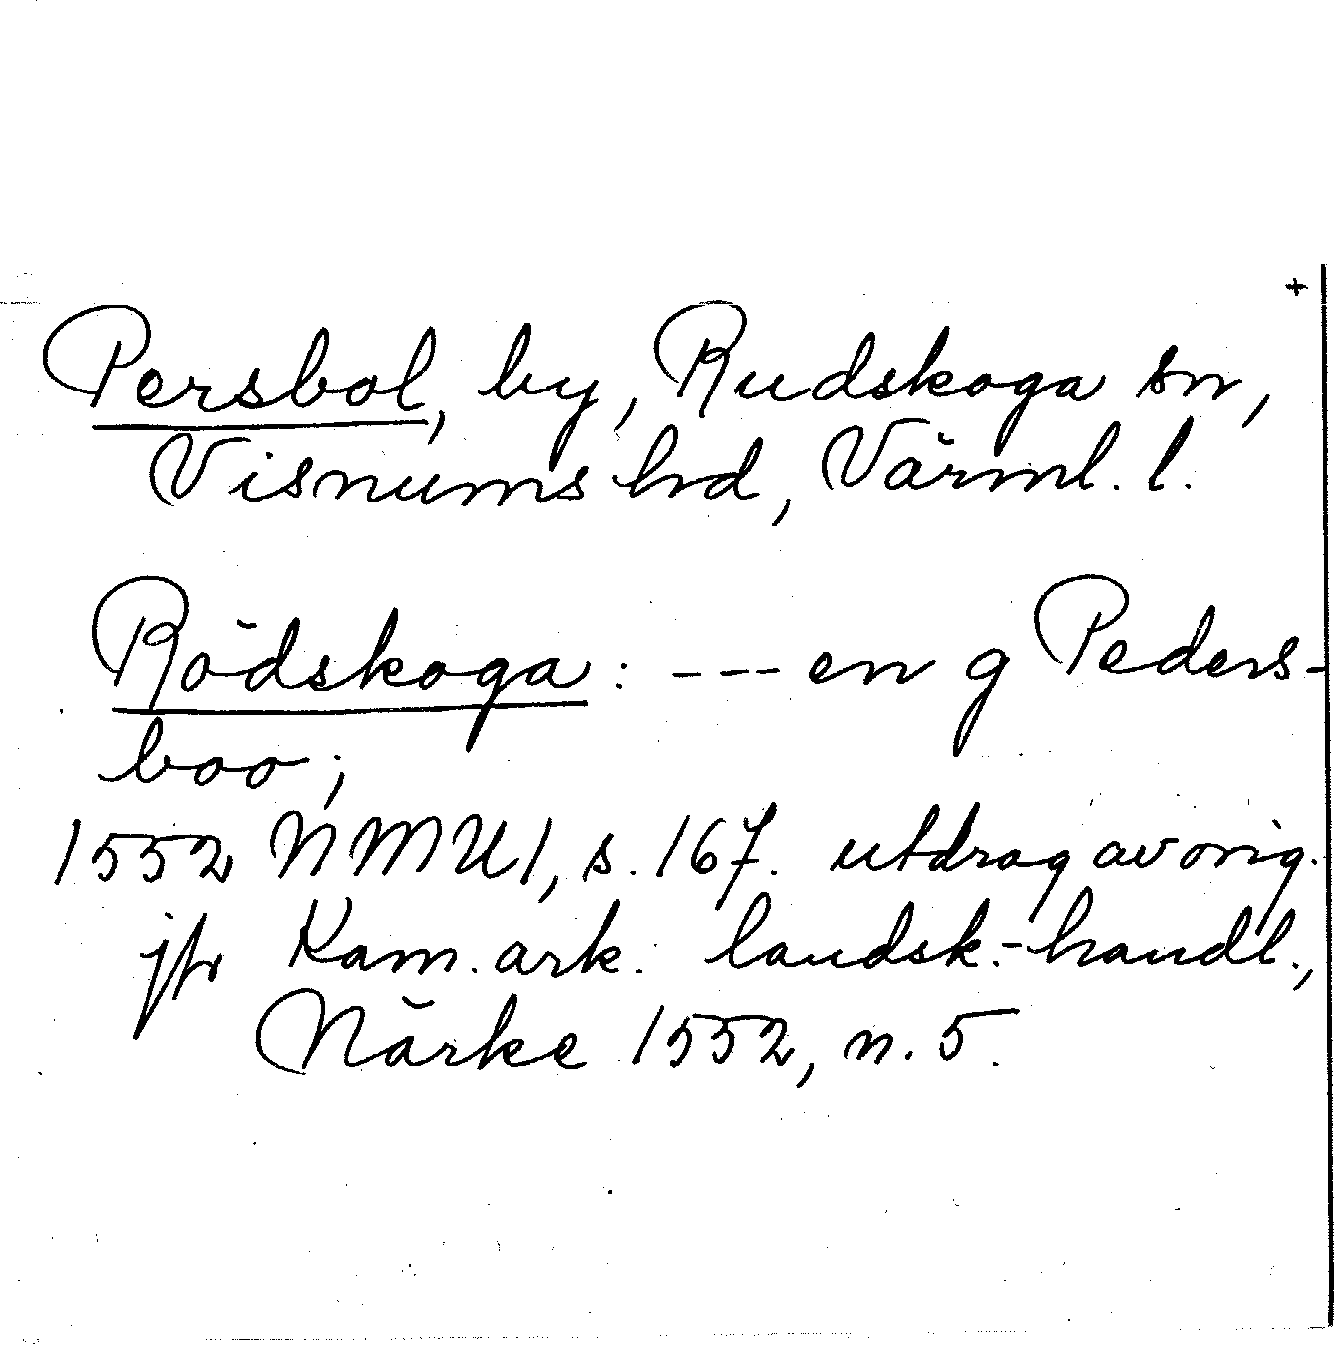 +
Persbol, by, Rudskoga sn,
Visnums hd, Värml. l.
Rödskoga: --- en g Peders-
boo;
1552 NMU1, s. 167. utdrag av orig.
jfr Kam. ark. landsk.-handl.,
Närke 1552, n. 5.